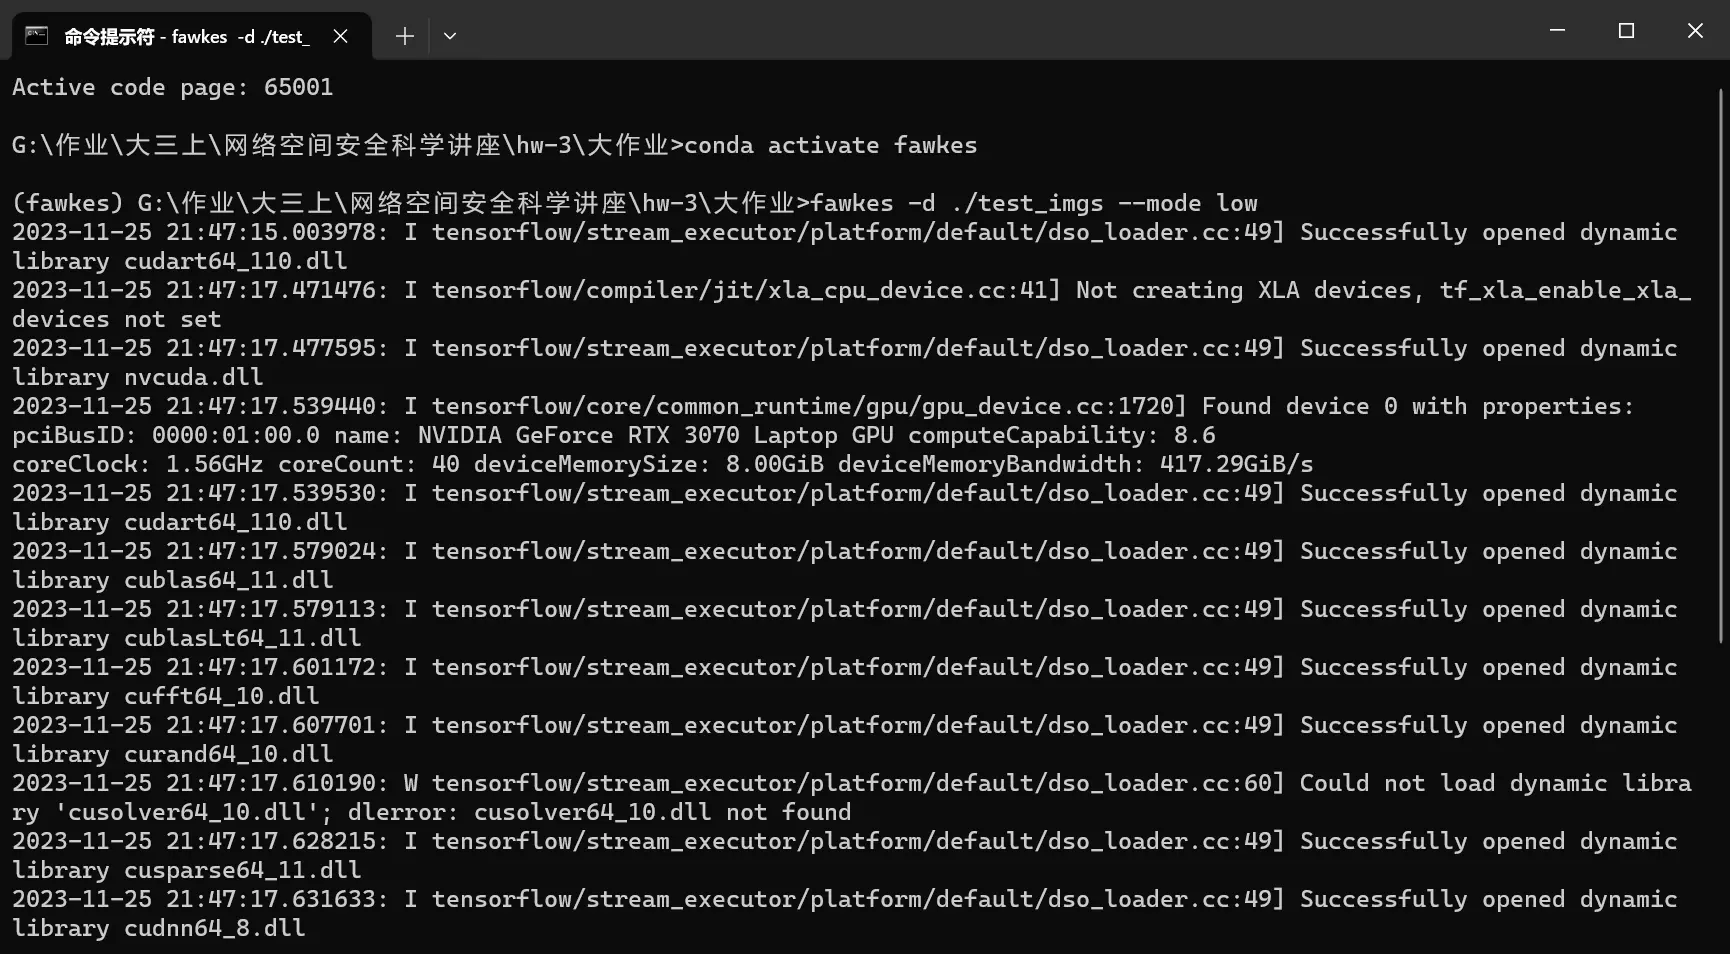 命令提示符 - fawkes  -d ./test_
Active code page: 65001
G:\作业\大三上\网络空间安全科学讲座\hw-3\大作业>conda activate fawkes
(fawkes) G:\作业\大三上\网络空间安全科学讲座\hw-3\大作业>fawkes -d ./test_imgs --mode low
2023-11-25 21:47:15.003978: I tensorflow/stream_executor/platform/default/dso_loader.cc:49] Successfully opened dynamic
library cudart64_110.dll
2023-11-25 21:47:17.471476: I tensorflow/compiler/jit/xla_cpu_device.cc:41] Not creating XLA devices, tf_xla_enable_xla_
devices not set
2023-11-25 21:47:17.477595: I tensorflow/stream_executor/platform/default/dso_loader.cc:49] Successfully opened dynamic
library nvcuda.dll
2023-11-25 21:47:17.539440: I tensorflow/core/common_runtime/gpu/gpu_device.cc:1720] Found device 0 with properties:
pciBusID: 0000:01:00.0 name: NVIDIA GeForce RTX 3070 Laptop GPU computeCapability: 8.6
coreClock: 1.56GHz coreCount: 40 deviceMemorySize: 8.00GiB deviceMemoryBandwidth: 417.29GiB/s
2023-11-25 21:47:17.539530: I tensorflow/stream_executor/platform/default/dso_loader.cc:49] Successfully opened dynamic
library cudart64_110.dll
2023-11-25 21:47:17.579024: I tensorflow/stream_executor/platform/default/dso_loader.cc:49] Successfully opened dynamic
library cublas64_11.dll
2023-11-25 21:47:17.579113: I tensorflow/stream_executor/platform/default/dso_loader.cc:49] Successfully opened dynamic
library cublasLt64_11.dll
2023-11-25 21:47:17.601172: I tensorflow/stream_executor/platform/default/dso_loader.cc:49] Successfully opened dynamic
library cufft64_10.dll
2023-11-25 21:47:17.607701: I tensorflow/stream_executor/platform/default/dso_loader.cc:49] Successfully opened dynamic
library curand64_10.dll
2023-11-25 21:47:17.610190: W tensorflow/stream_executor/platform/default/dso_loader.cc:60] Could not load dynamic libra
ry 'cusolver64_10.dll'; dlerror: cusolver64_10.dll not found
2023-11-25 21:47:17.628215: I tensorflow/stream_executor/platform/default/dso_loader.cc:49] Successfully opened dynamic
library cusparse64_11.dll
2023-11-25 21:47:17.631633: I tensorflow/stream_executor/platform/default/dso_loader.cc:49] Successfully opened dynamic
library cudnn64_8.dll